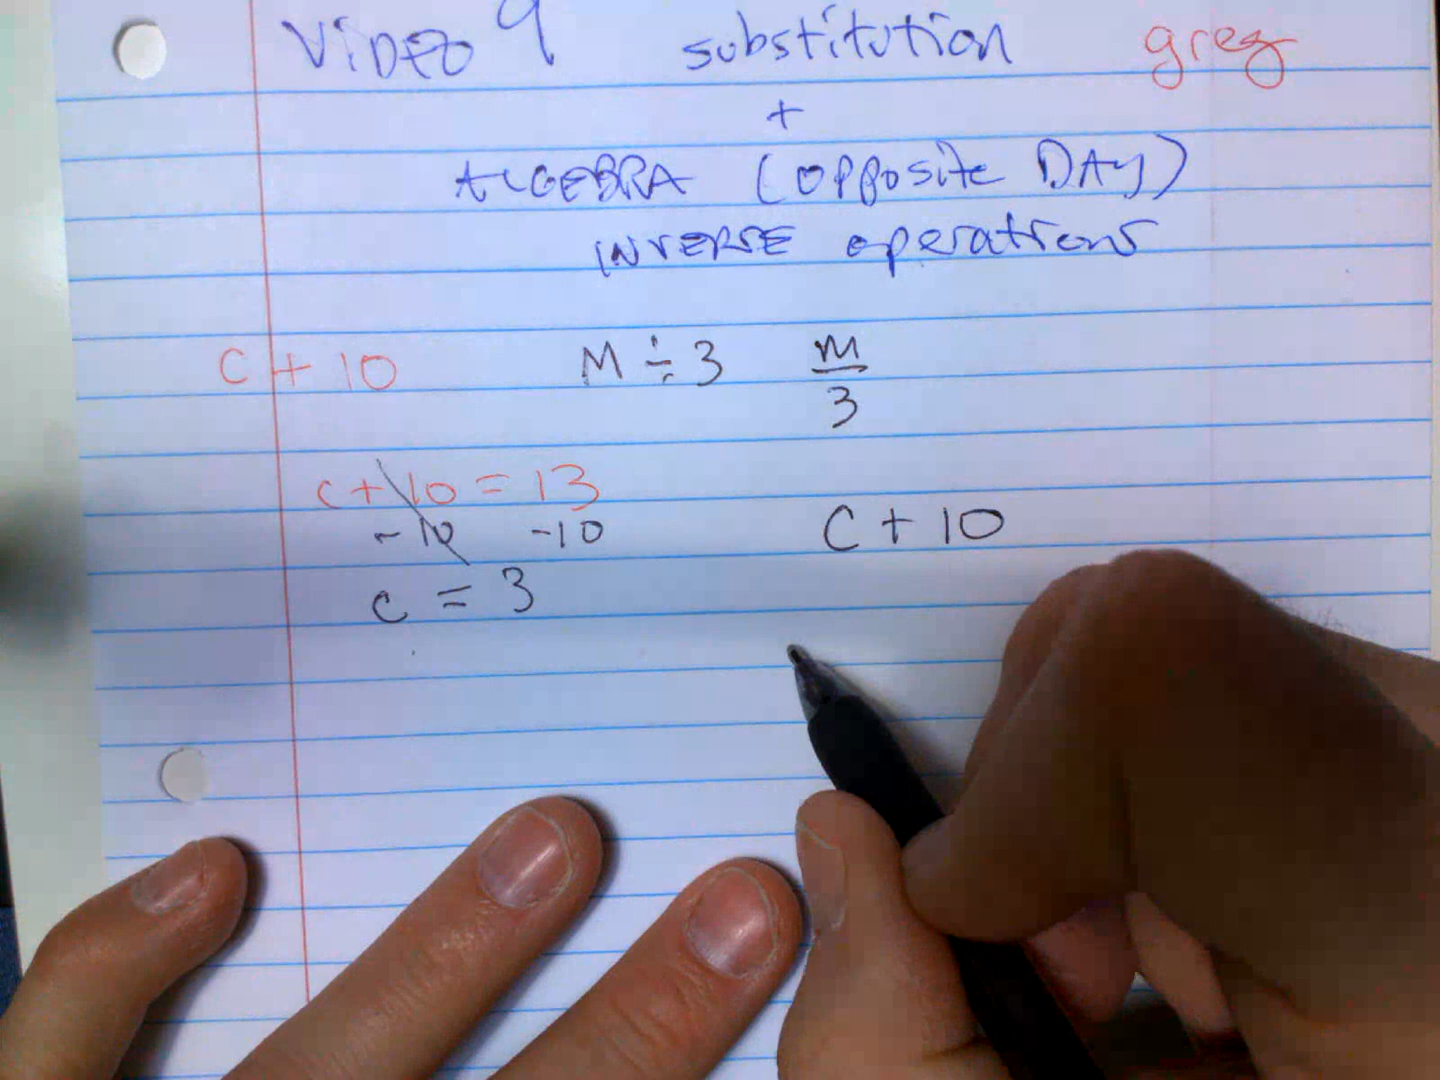 ViDEO 9 substitution greg
+
ALGEBRA (opposite DAy)
INVERSE operations
C + 10 M ÷ 3 m/3
c + 10 = 13
- 10 -10 C + 10
c = 3